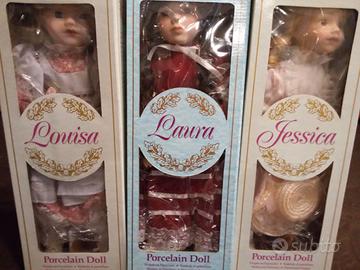 Louisa
Laura
Jessica
Porcelain Doll
Porcelain Doll
Porcelain Doll
subito